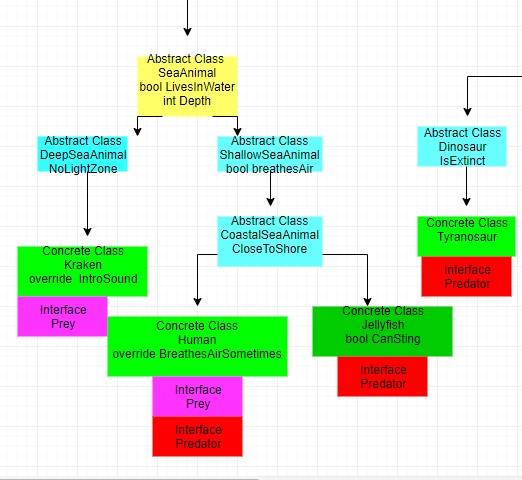 Abstract Class
SeaAnimal
bool LivesInWater
int Depth
Abstract Class
DeepSeaAnimal
NoLightZone
Abstract Class
ShallowSeaAnimal
bool breathesAir
Abstract Class
Dinosaur
IsExtinct
Abstract Class
CoastalSeaAnimal
CloseToShore
Concrete Class
Tyranosaur
Interface
Predator
Concrete Class
Kraken
override IntroSound
Interface
Prey
Concrete Class
Human
override BreathesAirSometimes
Interface
Prey
Interface
Predator
Concrete Class
Jellyfish
bool CanSting
Interface
Predator